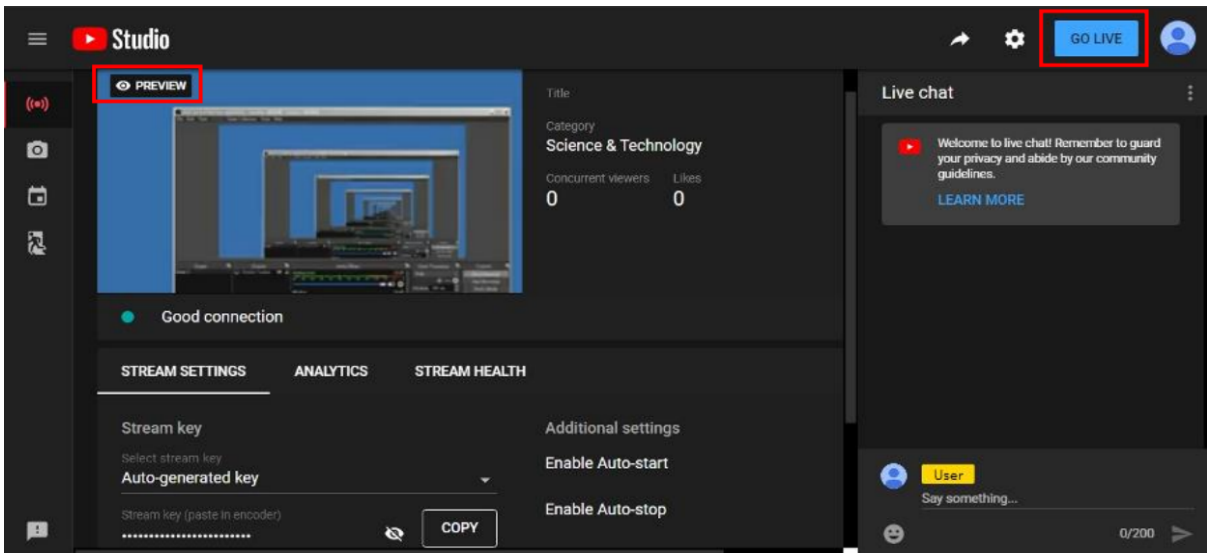 Studio
GO LIVE
PREVIEW
Title
Category
Science & Technology
Concurrent viewers Likes
0 0
Good connection
STREAM SETTINGS ANALYTICS STREAM HEALTH
Stream key
Select stream key
Auto-generated key
Stream key (paste in encoder)
••••••••••••••••••••••••
COPY
Additional settings
Enable Auto-start
Enable Auto-stop
Live chat
Welcome to live chat! Remember to guard
your privacy and abide by our community
guidelines.
LEARN MORE
User
Say something...
0/200